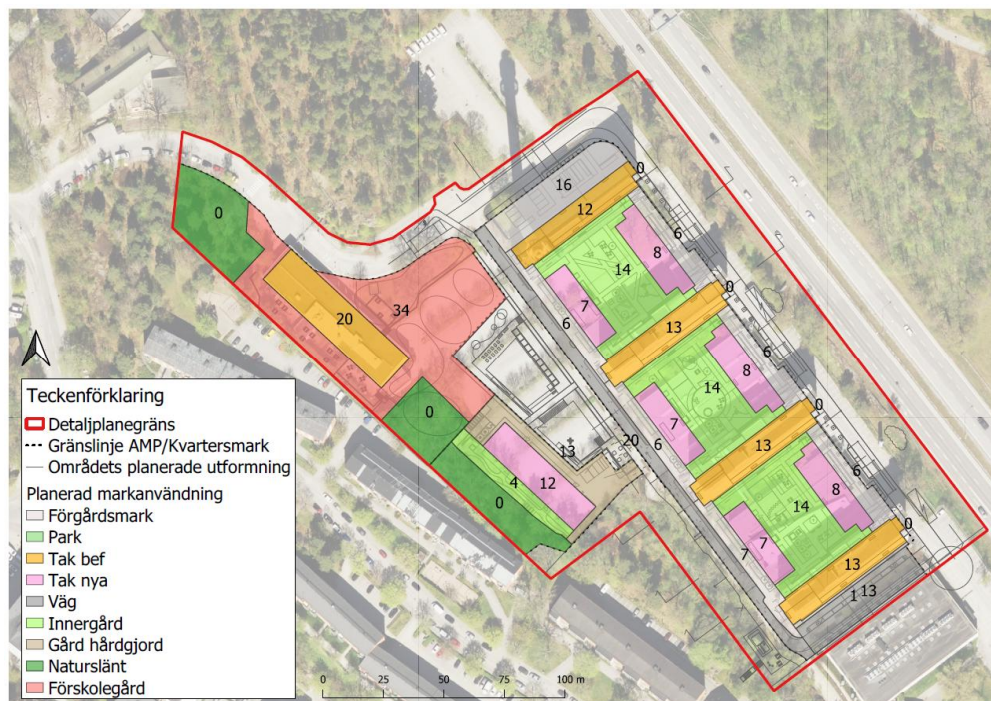 0
16
12
0
6
8
14
34
7
20
6
0
13
6
8
14
0
7
6
0
13
20
13
4
12
6
8
14
0
7
7
0
13
1
13
Teckenförklaring
Detaljplanegräns
Gränslinje AMP/Kvartersmark
Områdets planerade utformning
Planerad markanvändning
Förgårdsmark
Park
Tak bef
Tak nya
Väg
Innergård
Gård hårdgjord
Naturslänt
Förskolegård
0 25 50 75 100 m